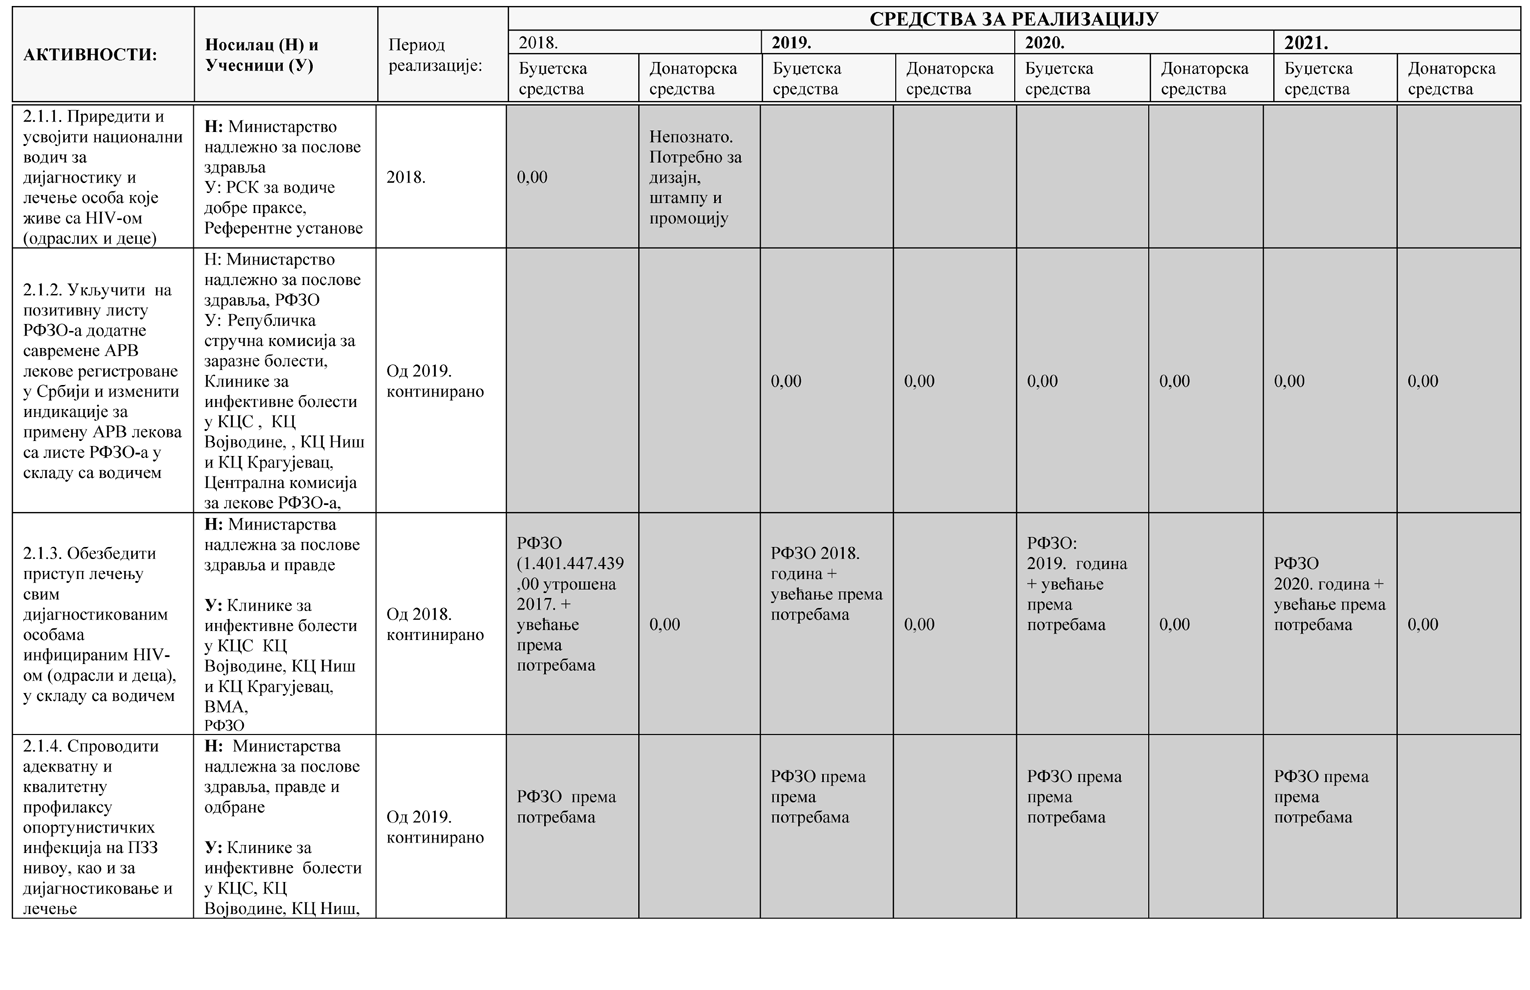 АКТИВНОСТИ:
Носилац (Н) и
Учесници (У)
Период
реализације:
СРЕДСТВА ЗА РЕАЛИЗАЦИЈУ
2018.
2019.
2020.
2021.
Буџетска
средства
Донаторска
средства
Буџетска
средства
Донаторска
средства
Буџетска
средства
Донаторска
средства
Буџетска
средства
Донаторска
средства
2.1.1. Приредити и
усвојити национални
водич за
дијагностику и
лечење особа које
живе са HIV-ом
(одраслих и деце)
Н: Министарство
надлежно за послове
здравља
У: РСК за водиче
добре праксе,
Референтне установе
2018.
0,00
Непознато.
Потребно за
дизајн,
штампу и
промоцију
2.1.2. Укључити на
позитивну листу
РФЗО-а додатне
савремене АРВ
лекове регистроване
у Србији и изменити
индикације за
примену АРВ лекова
са листе РФЗО-а у
складу са водичем
Н: Министарство
надлежно за послове
здравља, РФЗО
У: Републичка
стручна комисија за
заразне болести,
Клинике за
инфективне болести
у КЦС , КЦ
Војводине, , КЦ Ниш
и КЦ Крагујевац,
Централна комисија
за лекове РФЗО-а,
Од 2019.
континирано
0,00
0,00
0,00
0,00
0,00
0,00
2.1.3. Обезбедити
приступ лечењу
свим
дијагностикованим
особама
инфицираним HIV-
ом (одрасли и деца),
у складу са водичем
Н: Министарства
надлежна за послове
здравља и правде
У: Клинике за
инфективне болести
у КЦС КЦ
Војводине, КЦ Ниш
и КЦ Крагујевац,
ВМА,
РФЗО
Од 2018.
континирано
РФЗО
(1.401.447.439
,00 утрошена
2017. +
увећање
према
потребама
0,00
РФЗО 2018.
година +
увећање према
потребама
0,00
РФЗО:
2019. година
+ увећање
према
потребама
0,00
РФЗО
2020. година +
увећање према
потребама
0,00
2.1.4. Спроводити
адекватну и
квалитетну
профилаксу
опортунистичких
инфекција на ПЗЗ
нивоу, као и за
дијагностиковање и
лечење
Н: Министарства
надлежна за послове
здравља, правде и
одбране
У: Клинике за
инфективне болести
у КЦС, КЦ
Војводине, КЦ Ниш,
Од 2019.
континирано
РФЗО према
потребама
РФЗО према
према
потребама
РФЗО према
према
потребама
РФЗО према
према
потребама